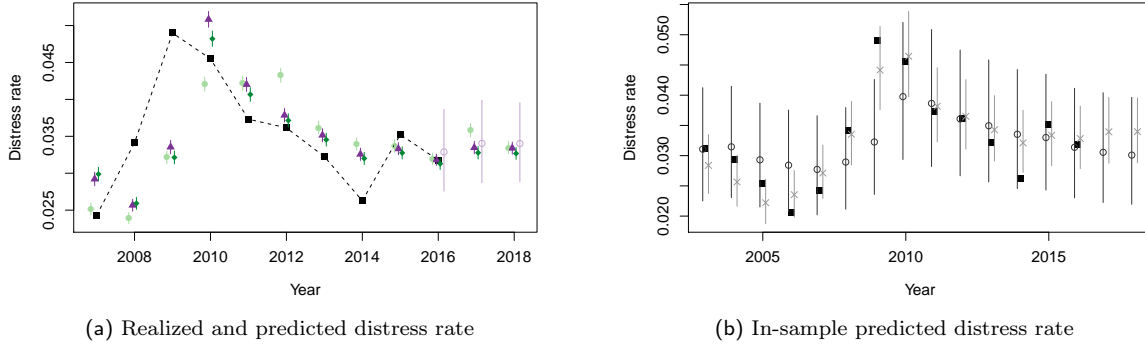 Distress rate
0.045
0.035
0.025
2008 2010 2012 2014 2016 2018
Year
(a) Realized and predicted distress rate
Distress rate
0.050
0.040
0.030
0.020
2005 2010 2015
Year
(b) In-sample predicted distress rate